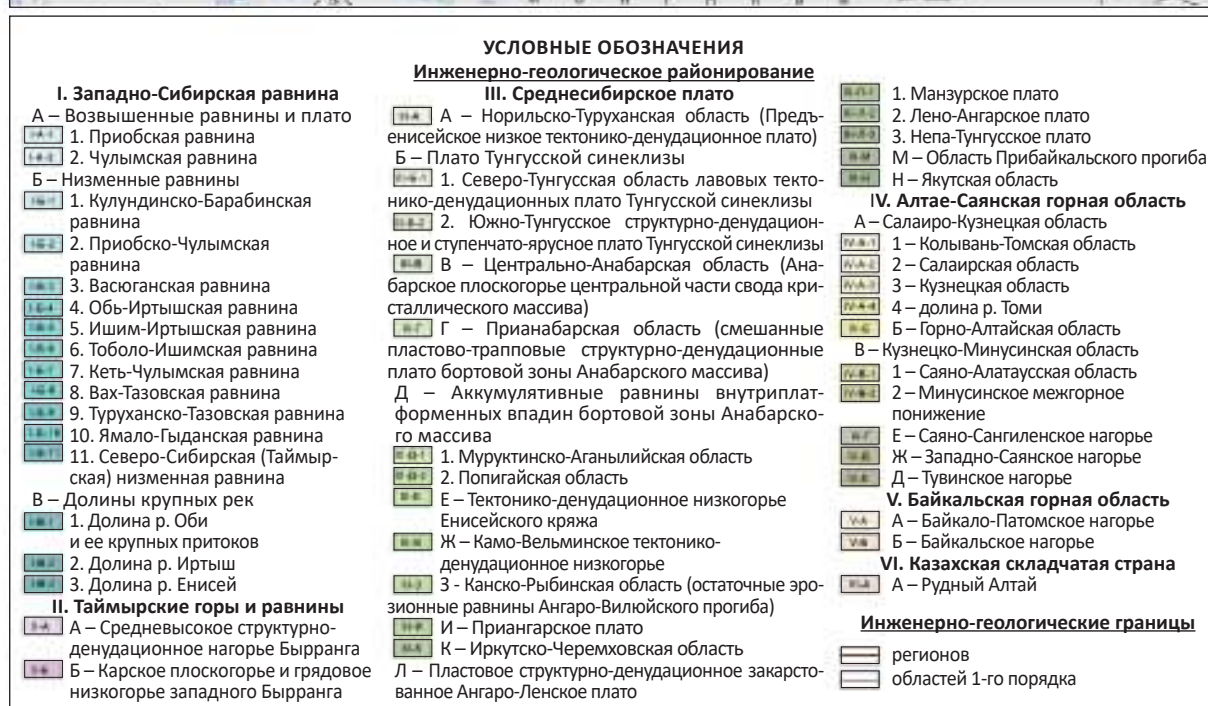 УСЛОВНЫЕ ОБОЗНАЧЕНИЯ
Инженерно-геологическое районирование
I. Западно-Сибирская равнина
А – Возвышенные равнины и плато
1. Приобская равнина
2. Чулымская равнина
Б – Низменные равнины
1. Кулундинско-Барабинская
равнина
2. Приобско-Чулымская
равнина
3. Васюганская равнина
4. Обь-Иртышская равнина
5. Ишим-Иртышская равнина
6. Тоболо-Ишимская равнина
7. Кеть-Чулымская равнина
8. Вах-Тазовская равнина
9. Туруханско-Тазовская равнина
10. Ямало-Гыданская равнина
11. Северо-Сибирская (Таймыр-
ская) низменная равнина
В – Долины крупных рек
1. Долина р. Оби
и ее крупных притоков
2. Долина р. Иртыш
3. Долина р. Енисей
II. Таймырские горы и равнины
А – Средневысокое структурно-
денудационное нагорье Бырранга
Б – Карское плоскогорье и грядовое
низкогорье западного Бырранга
III. Среднесибирское плато
А – Норильско-Туруханская область (Предъ-
енисейское низкое тектонико-денудационное плато)
Б – Плато Тунгусской синеклизы
1. Северо-Тунгусская область лавовых текто-
нико-денудационных плато Тунгусской синеклизы
2. Южно-Тунгусское структурно-денудацион-
ное и ступенчато-ярусное плато Тунгусской синеклизы
В – Центрально-Анабарская область (Ана-
барское плоскогорье центральной части свода кри-
сталлического массива)
Г – Прианабарская область (смешанные
пластово-трапповые структурно-денудационные
плато бортовой зоны Анабарского массива)
Д – Аккумулятивные равнины внутриплат-
форменных впадин бортовой зоны Анабарско-
го массива
1. Муруктинско-Аганылийская область
2. Попигайская область
Е – Тектонико-денудационное низкогорье
Енисейского кряжа
Ж – Камо-Вельминское тектонико-
денудационное низкогорье
З - Канско-Рыбинская область (остаточные эро-
зионные равнины Ангаро-Вилюйского прогиба)
И – Приангарское плато
К – Иркутско-Черемховская область
Л – Пластовое структурно-денудационное закарсто-
ванное Ангаро-Ленское плато
1. Манзурское плато
2. Лено-Ангарское плато
3. Непа-Тунгусское плато
М – Область Прибайкальского прогиба
Н – Якутская область
IV. Алтае-Саянская горная область
А – Салаиро-Кузнецкая область
IV-А-1 1 – Колывань-Томская область
IV-А-2 2 – Салаирская область
IV-А-3 3 – Кузнецкая область
IV-А-4 4 – долина р. Томи
Б – Горно-Алтайская область
В – Кузнецко-Минусинская область
IV-В-1 1 – Саяно-Алатаусская область
IV-В-2 2 – Минусинское межгорное
понижение
Е – Саяно-Сангиленское нагорье
Ж – Западно-Саянское нагорье
Д – Тувинское нагорье
V. Байкальская горная область
V-А А – Байкало-Патомское нагорье
V-Б Б – Байкальское нагорье
VI. Казахская складчатая страна
А – Рудный Алтай
Инженерно-геологические границы
регионов
областей 1-го порядка